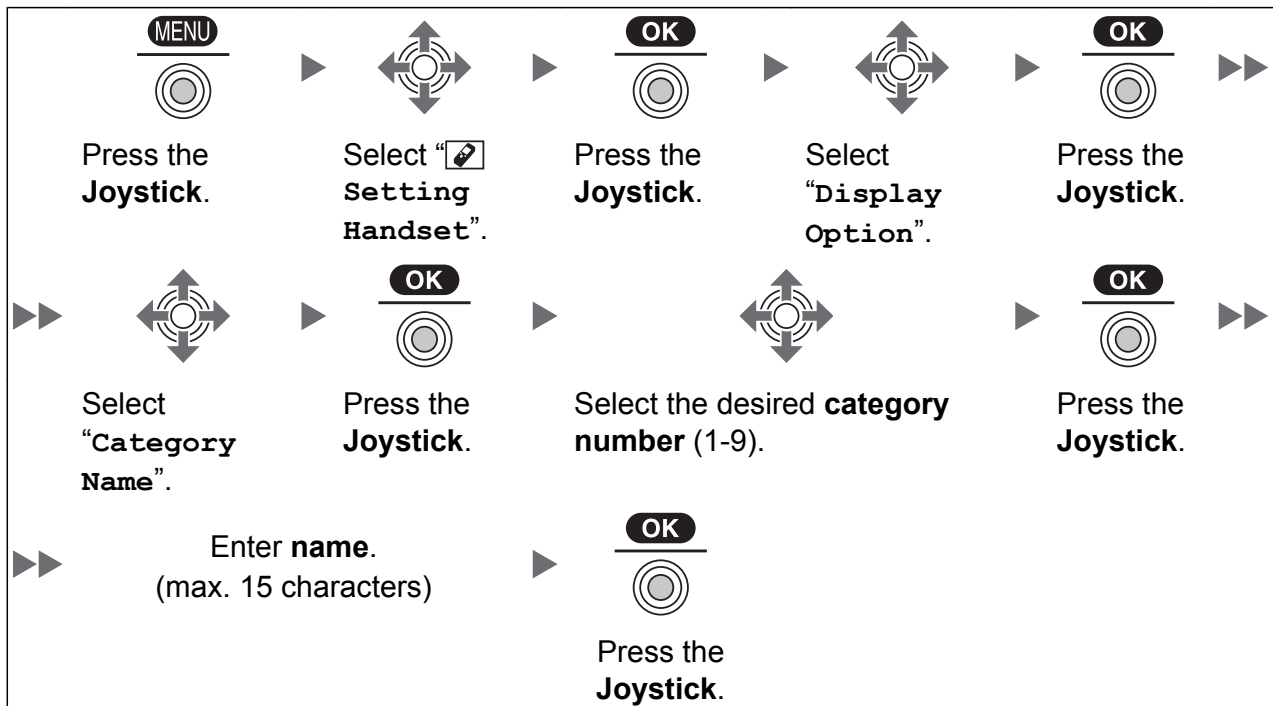 MENU
OK
OK
Press the
Joystick.
Select “
Setting
Handset”.
Press the
Joystick.
Select
“Display
Option”.
Press the
Joystick.
OK
OK
Select
“Category
Name”.
Press the
Joystick.
Select the desired category
number (1-9).
Press the
Joystick.
Enter name.
(max. 15 characters)
OK
Press the
Joystick.